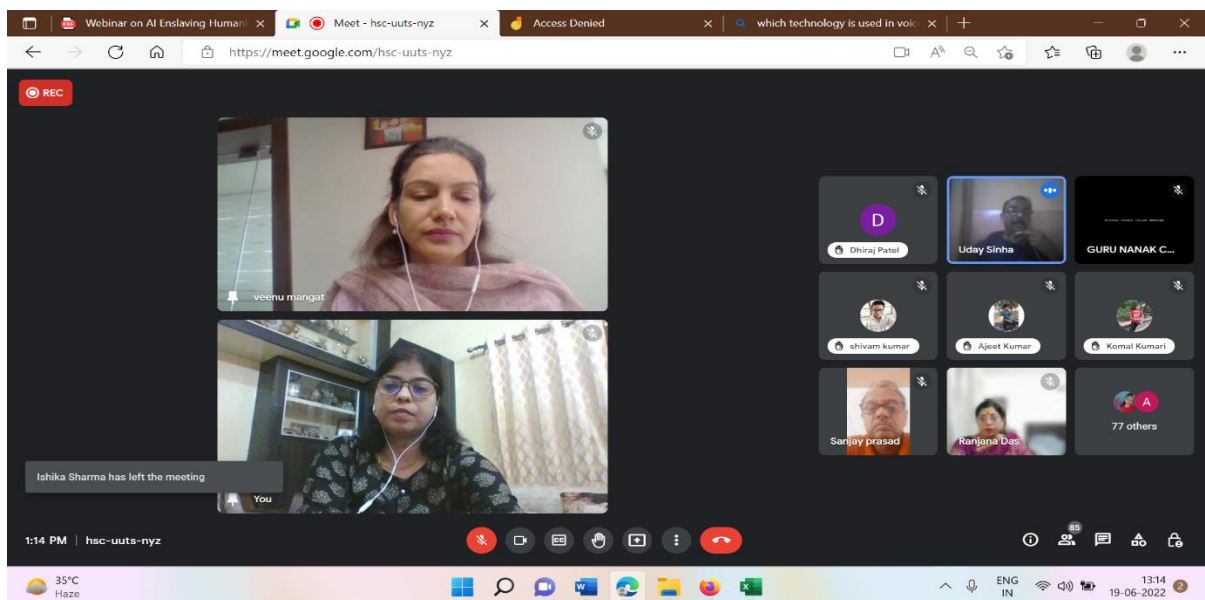 Webinar on AI Enslaving Human
Meet - hsc-uuts-nyz
Access Denied
which technology is used in voic
https://meet.google.com/hsc-uuts-nyz
REC
veenu mangat
You
Ishika Sharma has left the meeting
D
Dhiraj Patel
Uday Sinha
GURU NANAK C...
shivam kumar
Ajeet Kumar
Komal Kumari
Sanjay prasad
Ranjana Das
A
77 others
1:14 PM | hsc-uuts-nyz
CC
85
35°C
Haze
ENG
IN
13:14
19-06-2022
2